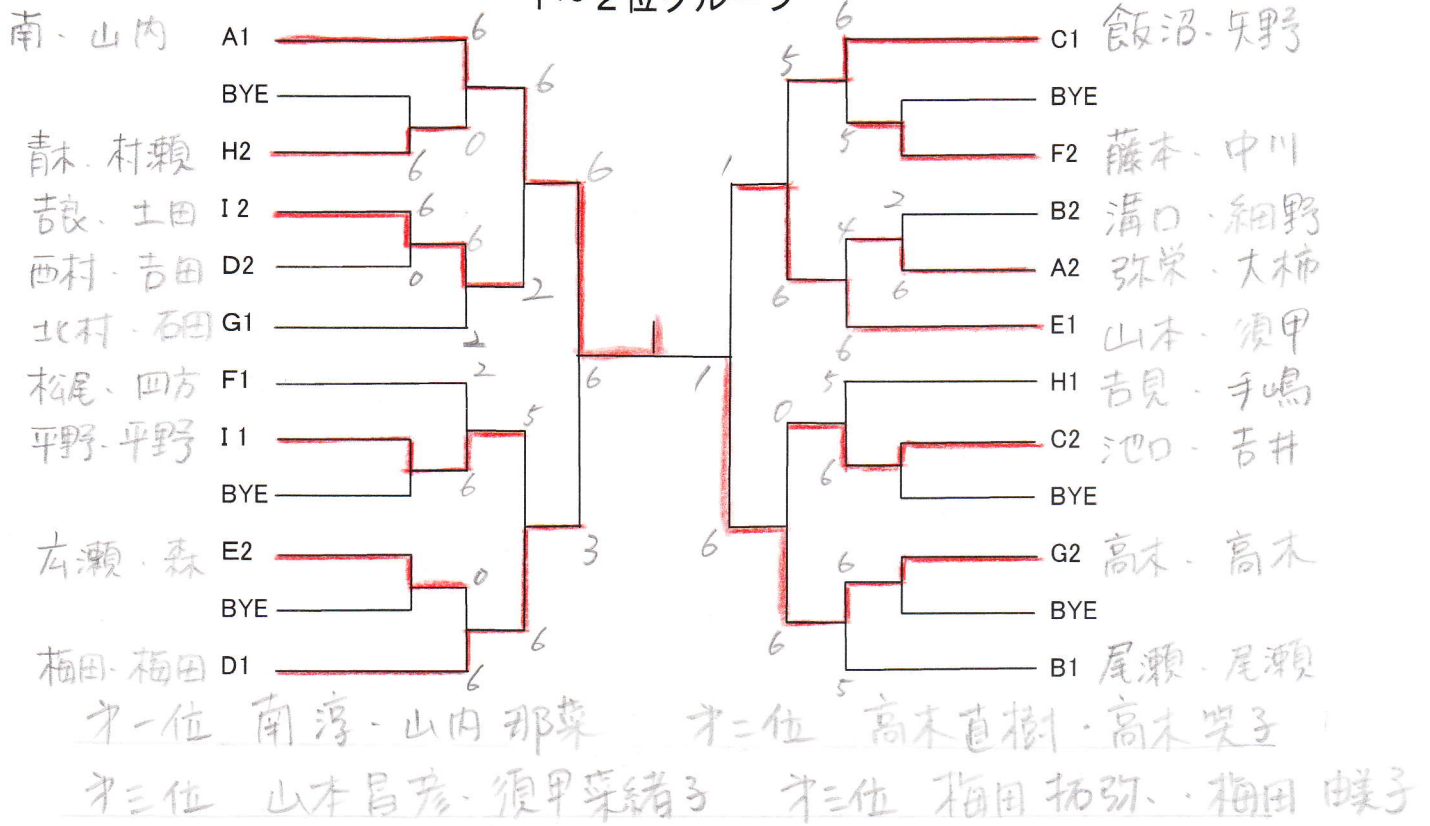 ２位グループ
南・山内 A1 6 6 C1 飯沼・矢野
5
BYE 6 BYE
青木・村瀬 H2 6 0 6 1 5 F2 藤本・中川
吉良・土田 I2 6 2 B2 溝口・細野
西村・吉田 D2 0 6 4 6 A2 弥栄・大柿
2 6
北村・石田 G1 2 6 E1 山本・須甲
松尾・四方 F1 2 6 1 5 H1 吉見・手嶋
平野・平野 I1 5 0 C2 池口・吉井
BYE 6 6 BYE
広瀬・森 E2 0 3 6 6 G2 高木・高木
BYE BYE
6 6
梅田・梅田 D1 6 5 B1 尾瀬・尾瀬
才一位 南 淳・山内 那菜 才二位 高木直樹・高木 子
才三位 山本昌彦・須甲菜緒子 才三位 梅田 拓弥・梅田 由美子